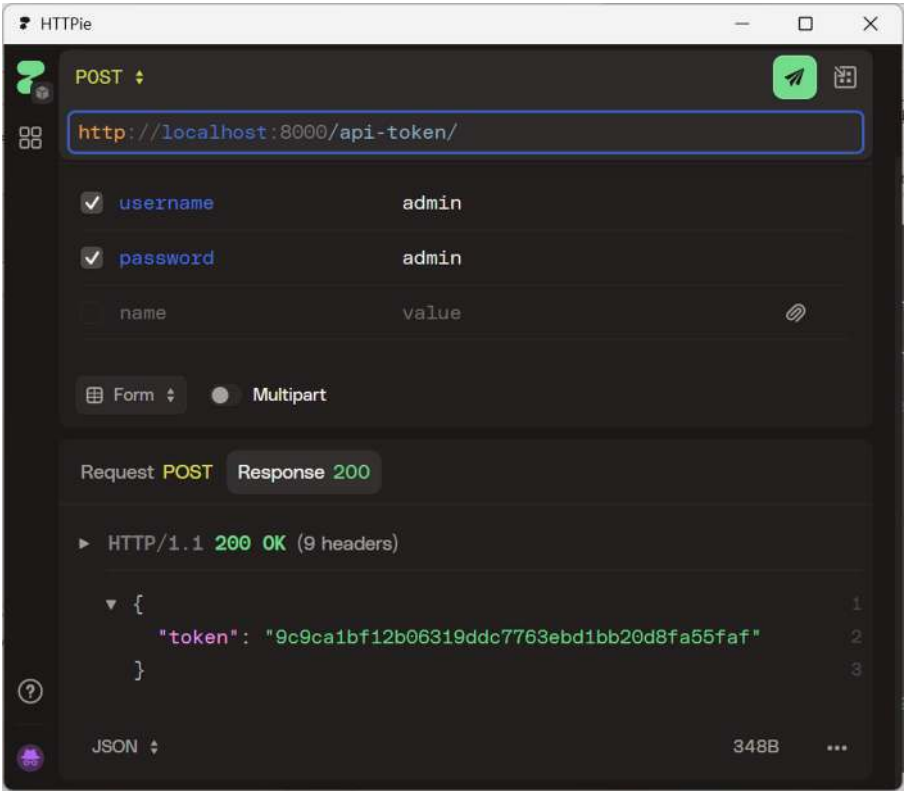 HTTPie
POST
http://localhost:8000/api-token/
username admin
password admin
name value
Form Multipart
Request POST Response 200
HTTP/1.1 200 OK (9 headers)
{ 1
"token": "9c9ca1bf12b06319ddc7763ebd1bb20d8fa55faf" 2
} 3
JSON 348B